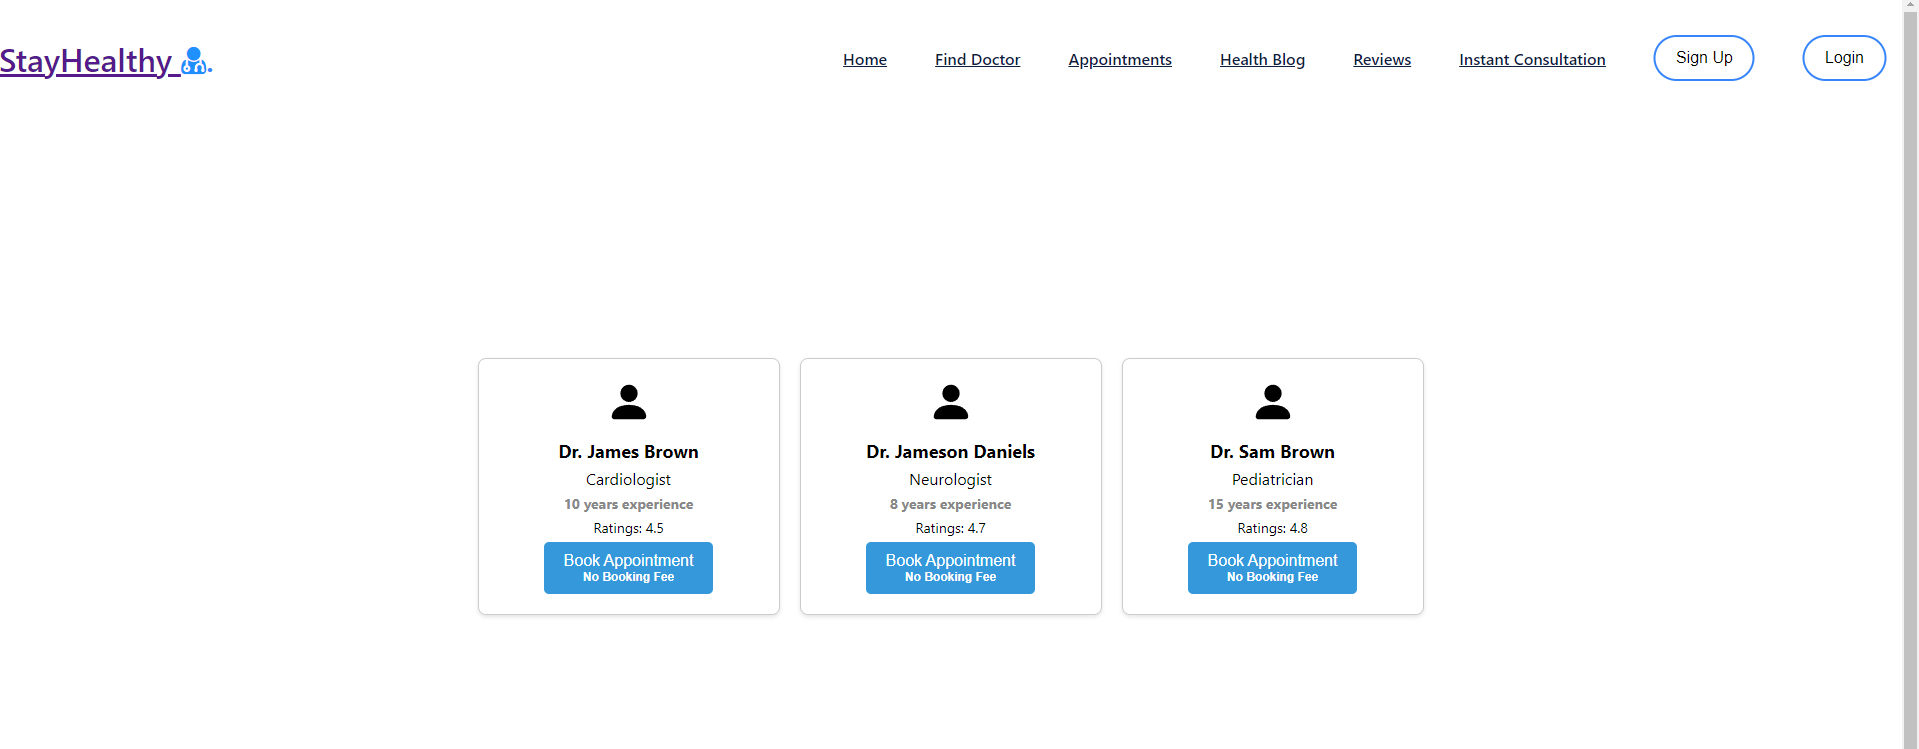 StayHealthy .
Home Find Doctor Appointments Health Blog Reviews Instant Consultation Sign Up Login
Dr. James Brown
Cardiologist
10 years experience
Ratings: 4.5
Book Appointment
No Booking Fee
Dr. Jameson Daniels
Neurologist
8 years experience
Ratings: 4.7
Book Appointment
No Booking Fee
Dr. Sam Brown
Pediatrician
15 years experience
Ratings: 4.8
Book Appointment
No Booking Fee